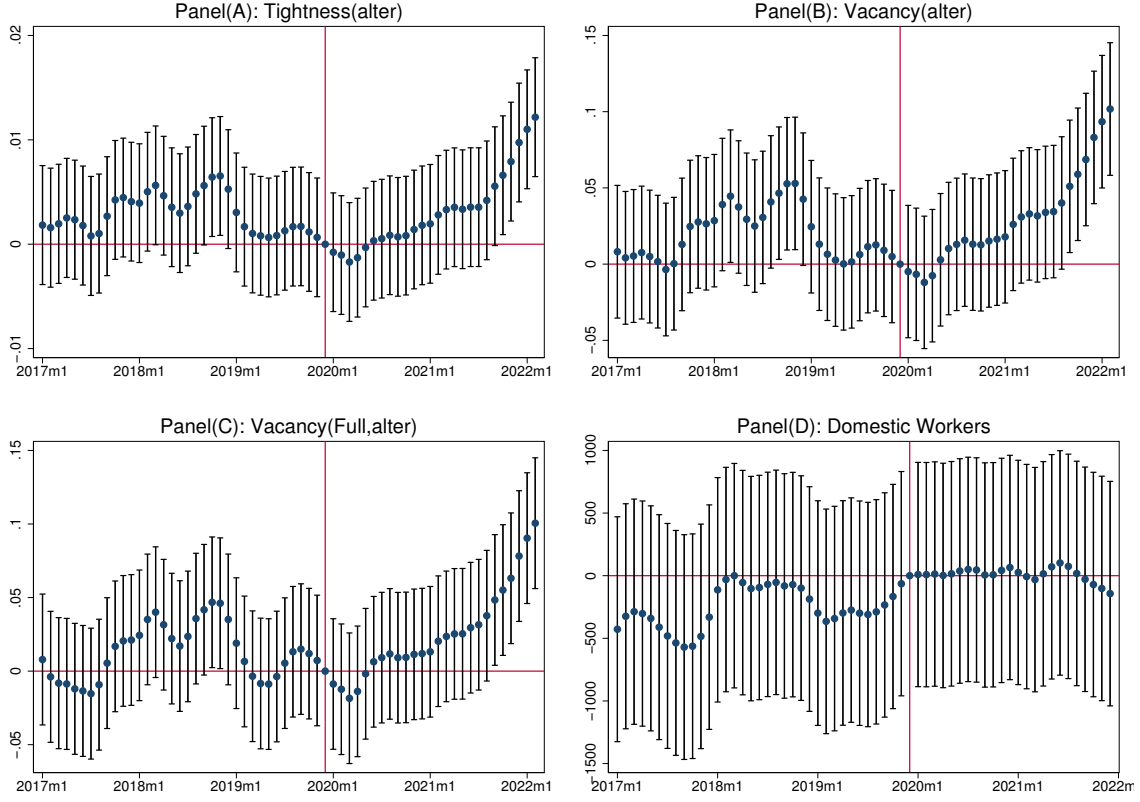 Panel(A): Tightness(alter)
.02
.01
0
-.01
2017m1 2018m1 2019m1 2020m1 2021m1 2022m1
Panel(B): Vacancy(alter)
.15
.1
.05
0
-.05
2017m1 2018m1 2019m1 2020m1 2021m1 2022m1
Panel(C): Vacancy(Full,alter)
.15
.1
.05
0
-.05
2017m1 2018m1 2019m1 2020m1 2021m1 2022m1
Panel(D): Domestic Workers
1000
500
0
-500
-1000
-1500
2017m1 2018m1 2019m1 2020m1 2021m1 2022m